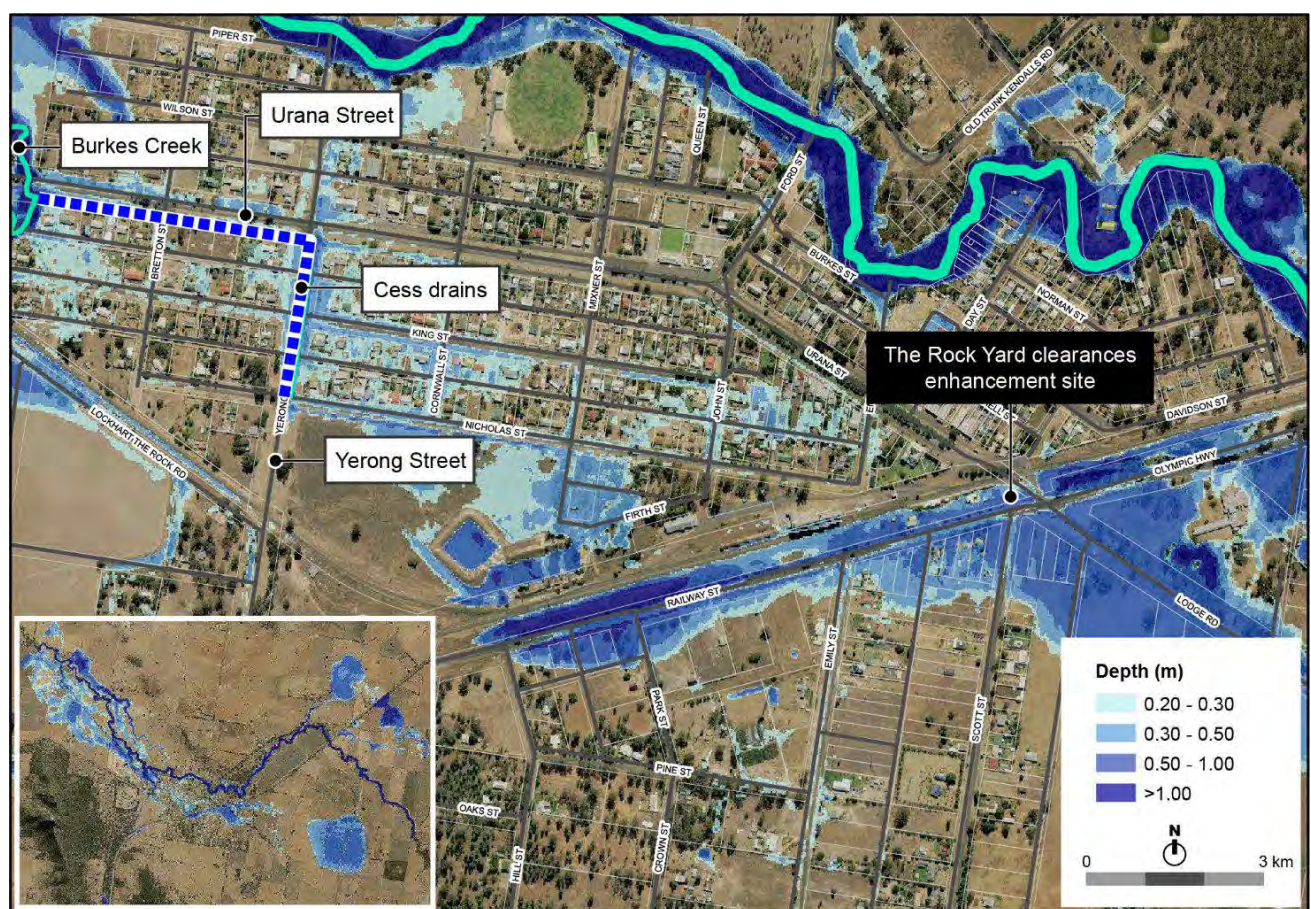 PIPER ST
WILSON ST
Urana Street
Burkes Creek
QUEEN ST
OLD TRUNK KENDALLS RD
FORD ST
BRETTON ST
Cess drains
MIXNER ST
BURKES ST
DAY ST
NORMAN ST
KING ST
CORNWALL ST
JOHN ST
URANA ST
The Rock Yard clearances
enhancement site
DAVIDSON ST
LOCKHART THE ROCK RD
YERONG
NICHOLAS ST
Yerong Street
OLYMPIC HWY
FIRTH ST
RAILWAY ST
LODGE RD
EMILY ST
PARK ST
SCOTT ST
PINE ST
OAKS ST
HILL ST
CROWN ST
Depth (m)
0.20 - 0.30
0.30 - 0.50
0.50 - 1.00
>1.00
N
0 3 km